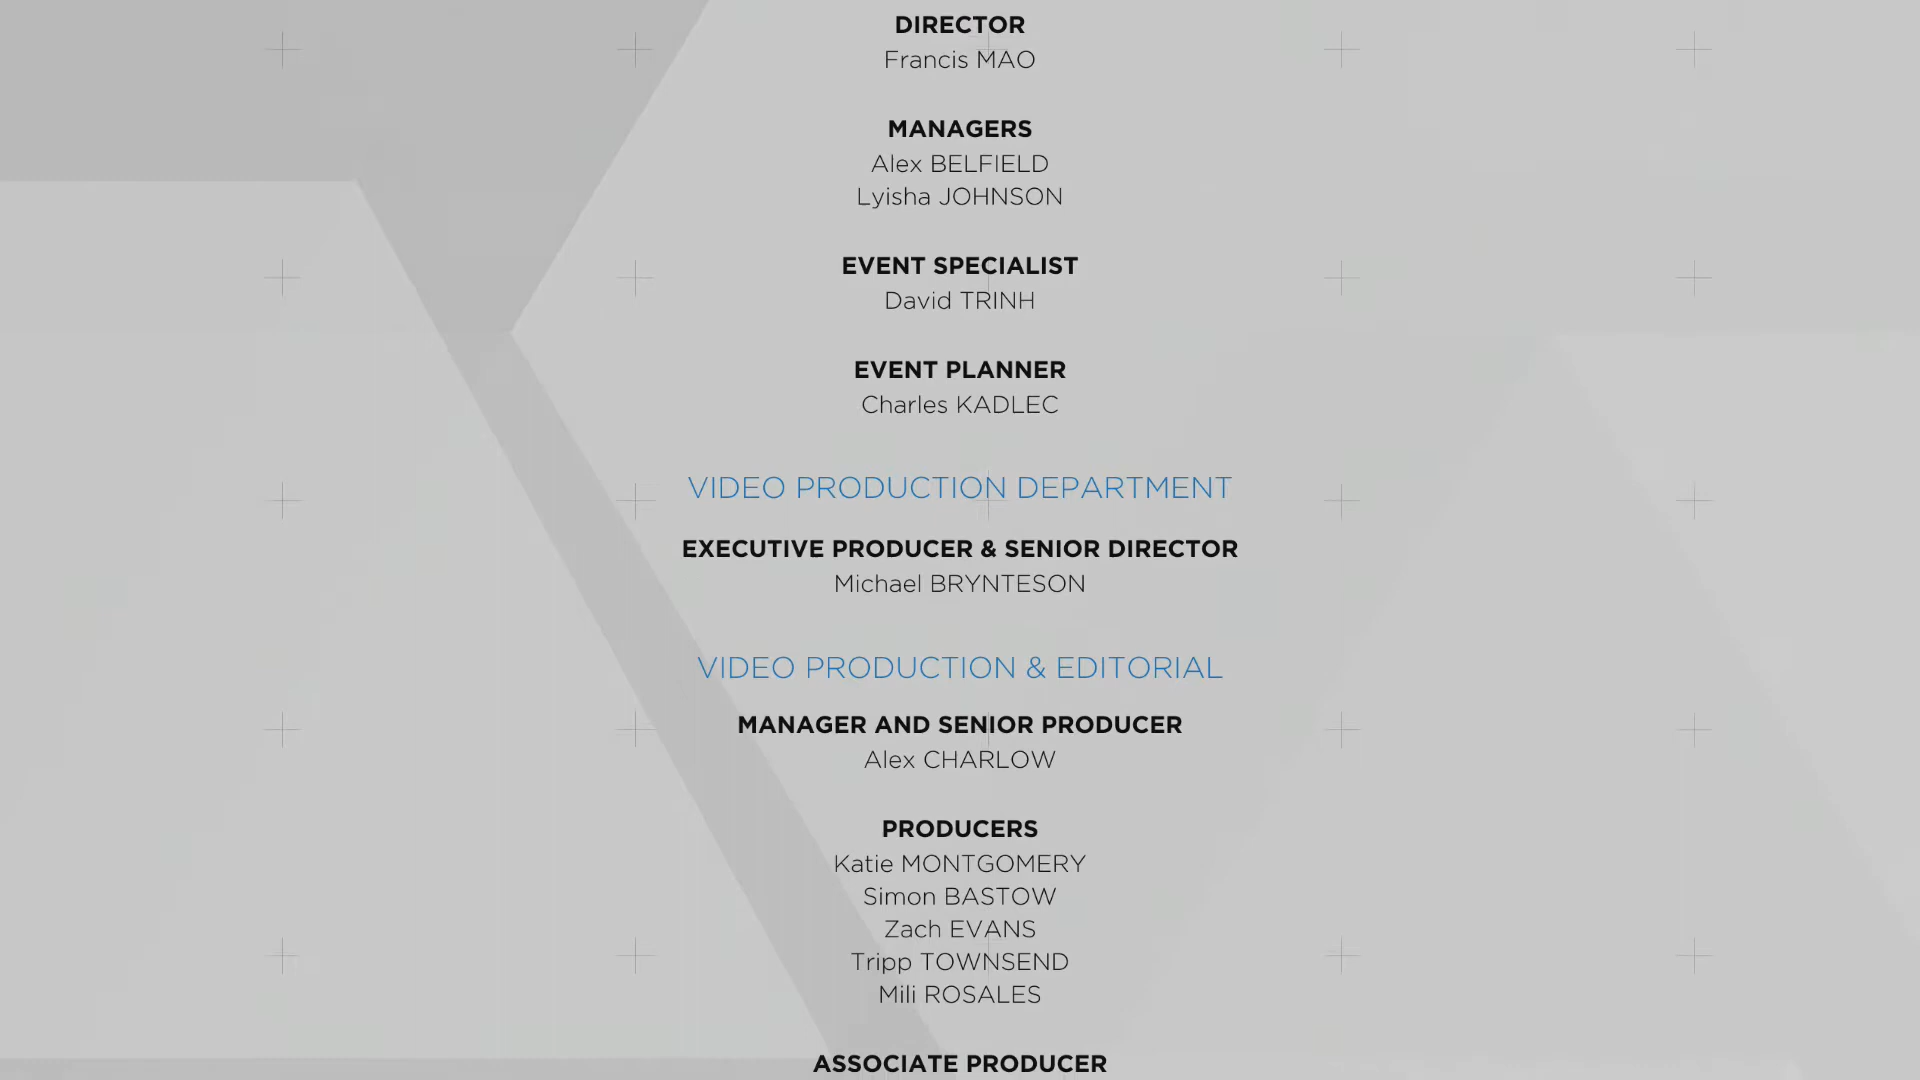 DIRECTOR
Francis MAO
MANAGERS
Alex BELFIELD
Lyisha JOHNSON
EVENT SPECIALIST
David TRINH
EVENT PLANNER
Charles KADLEC
VIDEO PRODUCTION DEPARTMENT
EXECUTIVE PRODUCER & SENIOR DIRECTOR
Michael BRYNTESON
VIDEO PRODUCTION & EDITORIAL
MANAGER AND SENIOR PRODUCER
Alex CHARLOW
PRODUCERS
Katie MONTGOMERY
Simon BASTOW
Zach EVANS
Tripp TOWNSEND
Mili ROSALES
ASSOCIATE PRODUCER